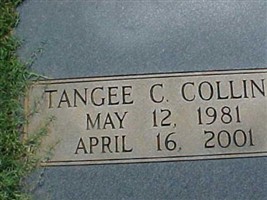 TANGEE C. COLLIN
MAY 12, 1981
APRIL 16, 2001